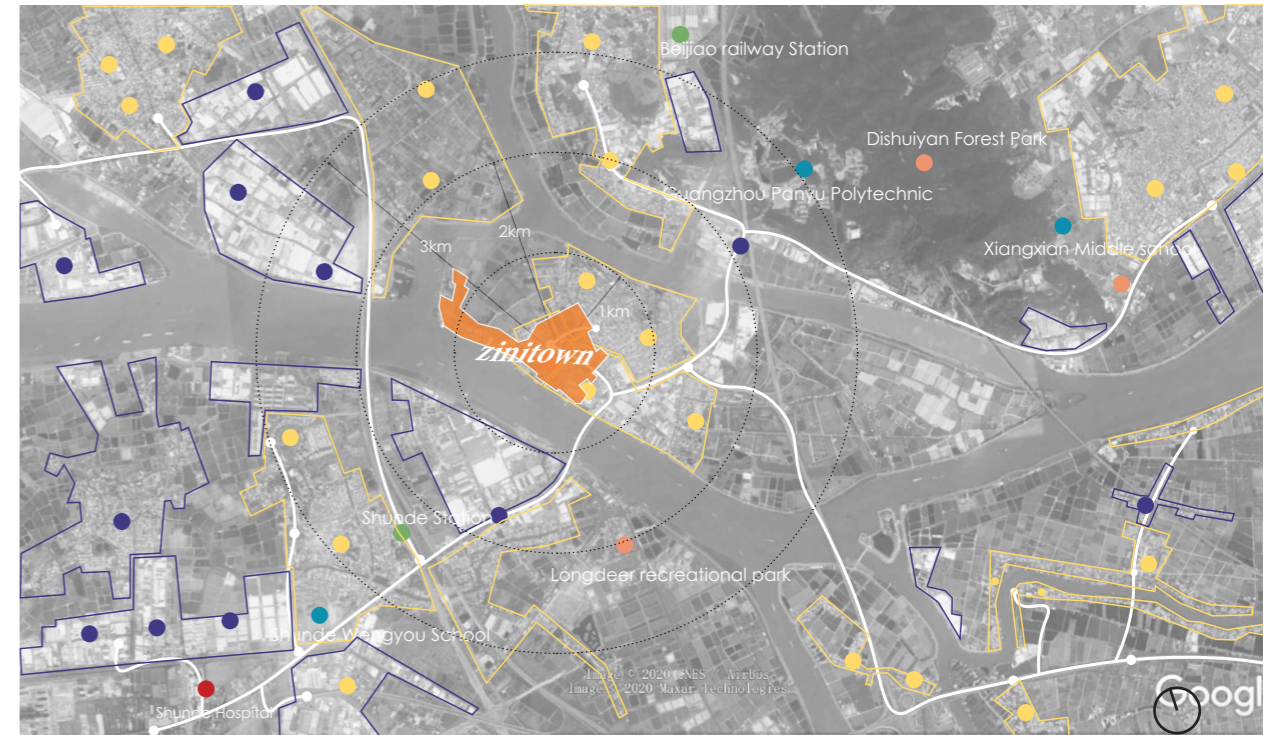 Beijiao railway Station
Dishuiyan Forest Park
Guangzhou Panyu Polytechnic
2km
3km
Xiangxian Middle school
1km
zinitown
Shunde Station
Longdeer recreational park
Shunde Wengyou School
Image © 2020 CNES / Airbus
Image © 2020 Maxar Technologies
Shunde Hospital
Googl